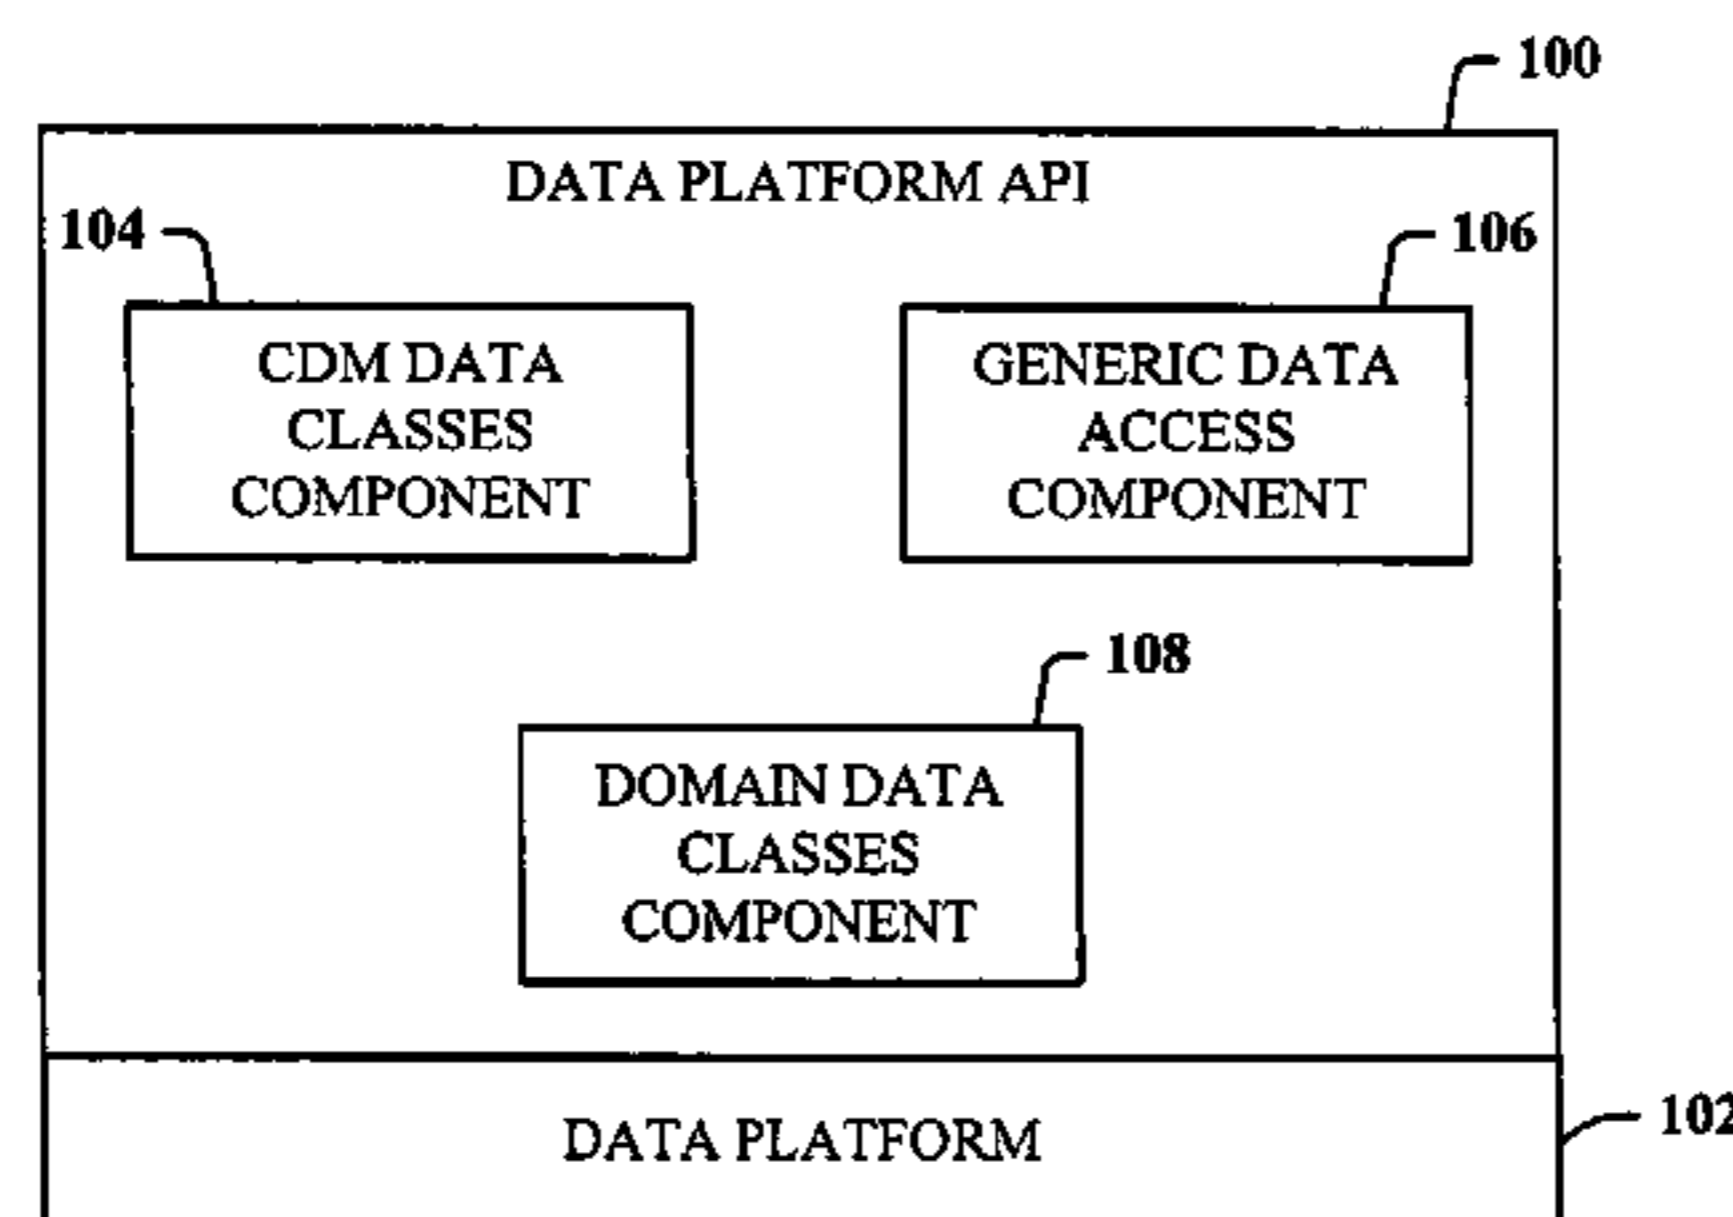 100
DATA PLATFORM API
104
106
CDM DATA
CLASSES
COMPONENT
GENERIC DATA
ACCESS
COMPONENT
108
DOMAIN DATA
CLASSES
COMPONENT
102
DATA PLATFORM